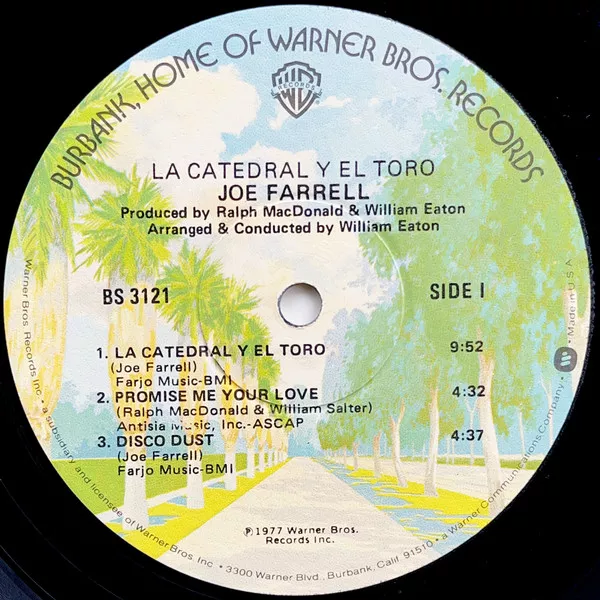 BURBANK, HOME OF WARNER BROS. RECORDS
WB
RECORDS
LA CATEDRAL Y EL TORO
JOE FARRELL
Produced by Ralph MacDonald & William Eaton
Arranged & Conducted by William Eaton
BS 3121
SIDE I
1. LA CATEDRAL Y EL TORO 9:52
(Joe Farrell)
Farjo Music-BMI
2. PROMISE ME YOUR LOVE 4:32
(Ralph MacDonald & William Salter)
Antisia Music, Inc.-ASCAP
3. DISCO DUST 4:37
(Joe Farrell)
Farjo Music-BMI
℗1977 Warner Bros.
Records Inc.
Warner Bros. Records Inc. • a subsidiary and licensee of Warner Bros. Inc. • 3300 Warner Blvd., Burbank, Calif. 91510 • a Warner Communications Company • Made in U.S.A.